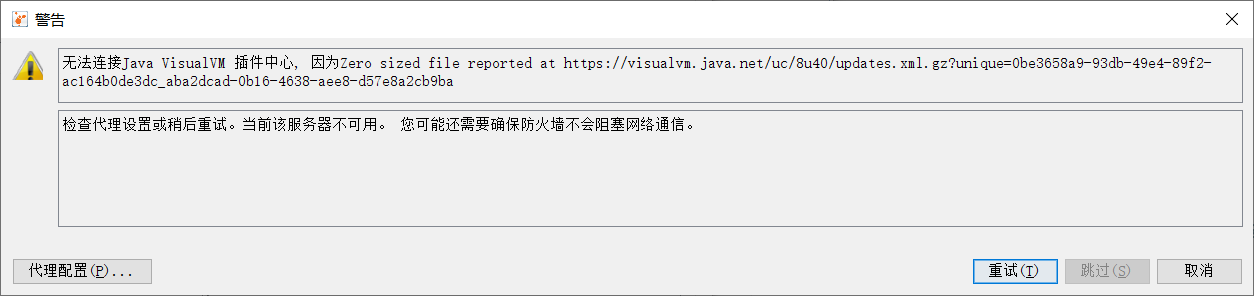 警告
无法连接Java VisualVM 插件中心, 因为Zero sized file reported at https://visualvm.java.net/uc/8u40/updates.xml.gz?unique=0be3658a9-93db-49e4-89f2-
ac164b0de3dc_aba2dcad-0b16-4638-aee8-d57e8a2cb9ba
检查代理设置或稍后重试。当前该服务器不可用。 您可能还需要确保防火墙不会阻塞网络通信。
代理配置(P)... 重试(T) 跳过(S) 取消